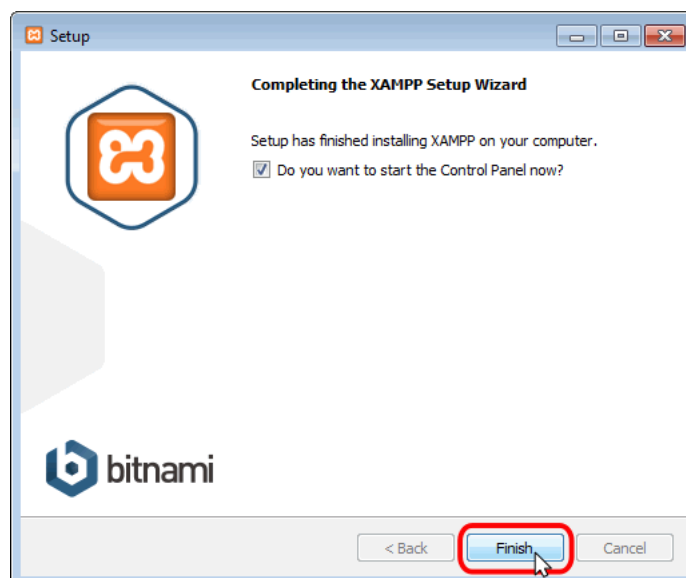 Setup
Completing the XAMPP Setup Wizard
Setup has finished installing XAMPP on your computer.
Do you want to start the Control Panel now?
bitnami
< Back
Finish
Cancel